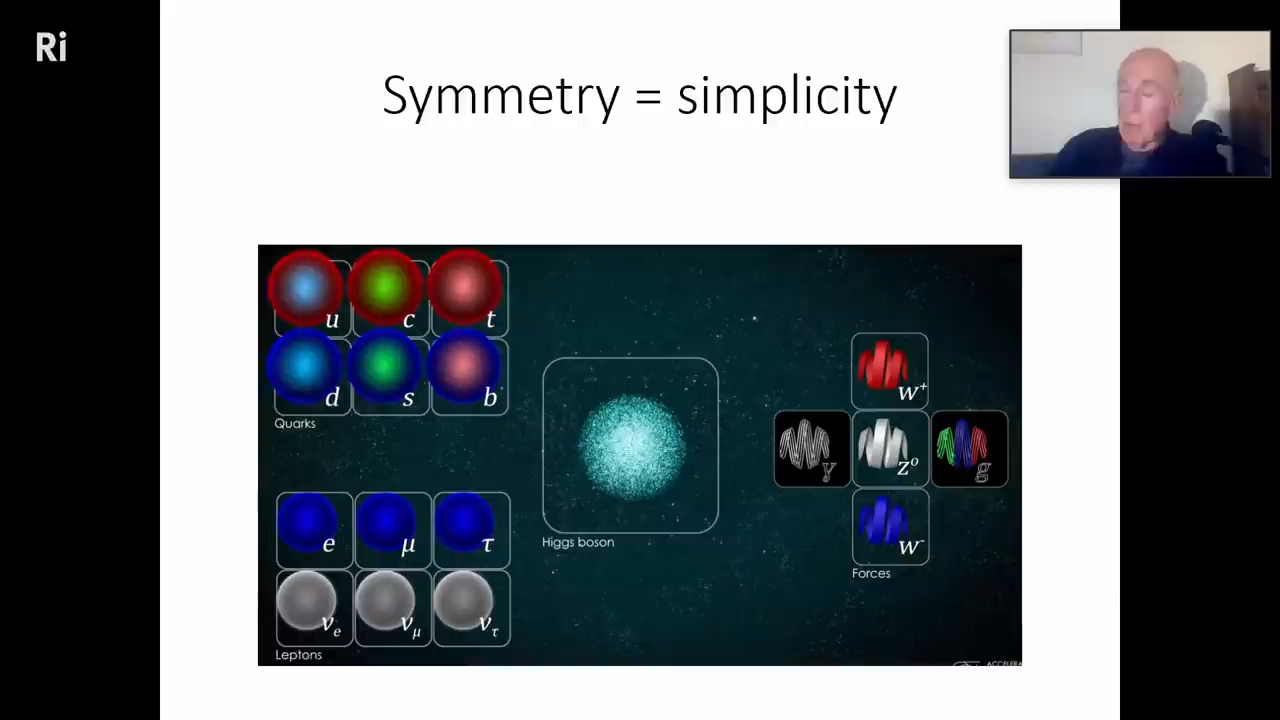 Ri
Symmetry = simplicity
u c t
d s b
Quarks
e μ τ
νe νμ ντ
Leptons
Higgs boson
W+
γ Z0 g
W-
Forces